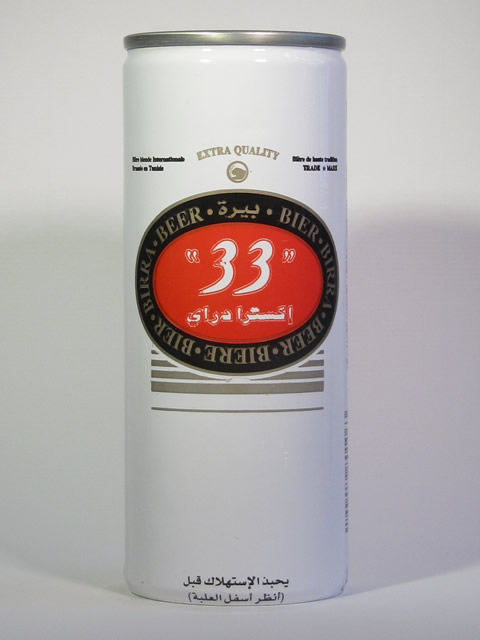 EXTRA QUALITY
Bière blonde Internationale
Brassée en Tunisie
Bière de haute tradition
TRADE MARK
BIRRA • BEER • بيرة • BIER • BIRRA • BEER • BIERE • BIER
"33"
إكسترا دراي
يحبذ الإستهلاك قبل
(أنظر أسفل العلبة)